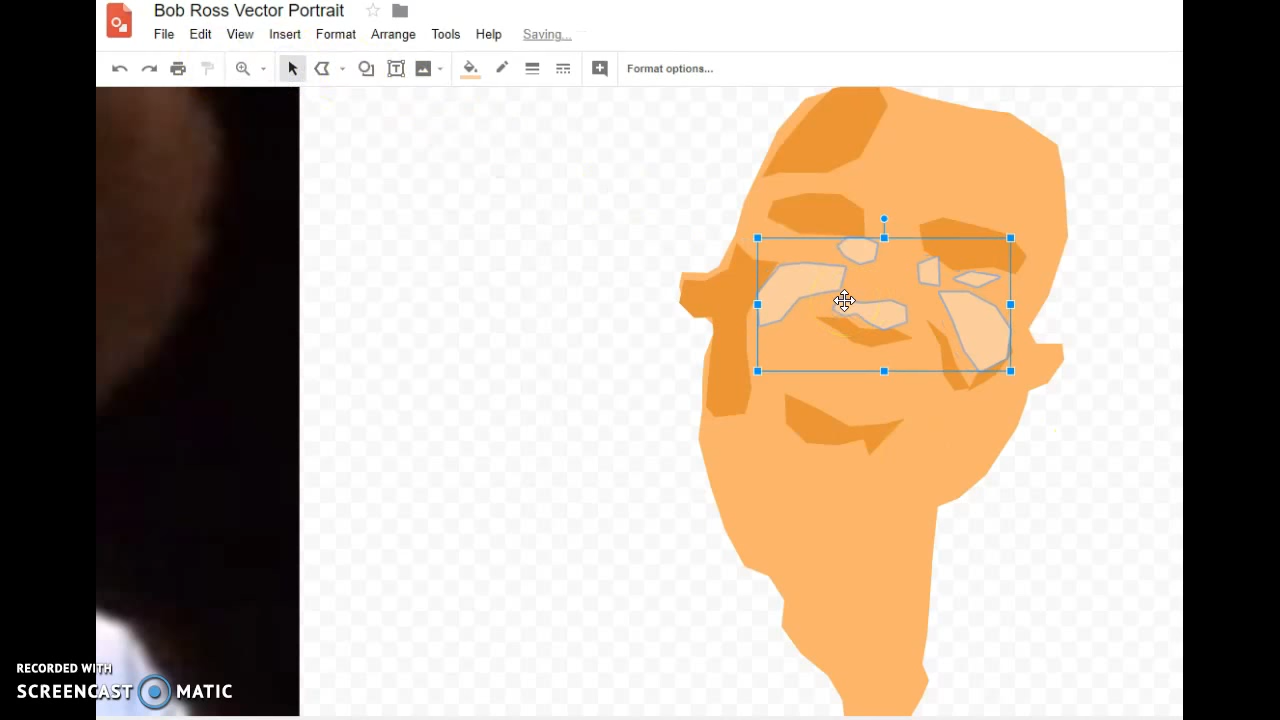 Bob Ross Vector Portrait
File Edit View Insert Format Arrange Tools Help Saving...
Format options...
RECORDED WITH
SCREENCAST MATIC